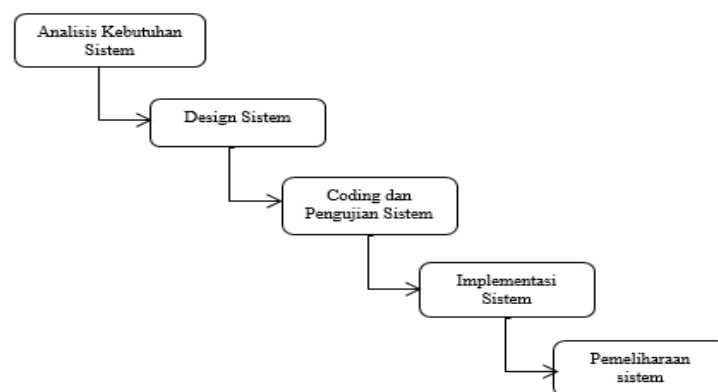 Analisis Kebutuhan
Sistem
Design Sistem
Coding dan
Pengujian Sistem
Implementasi
Sistem
Pemeliharaan
sistem